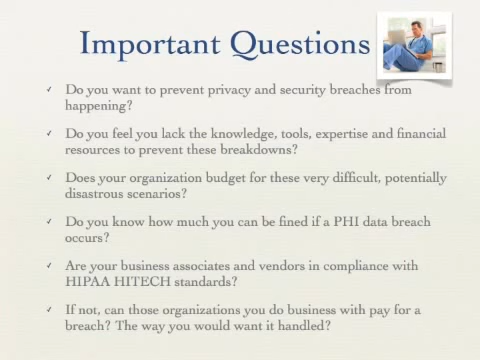 Important Questions
✓ Do you want to prevent privacy and security breaches from
happening?
✓ Do you feel you lack the knowledge, tools, expertise and financial
resources to prevent these breakdowns?
✓ Does your organization budget for these very difficult, potentially
disastrous scenarios?
✓ Do you know how much you can be fined if a PHI data breach
occurs?
✓ Are your business associates and vendors in compliance with
HIPAA HITECH standards?
✓ If not, can those organizations you do business with pay for a
breach? The way you would want it handled?